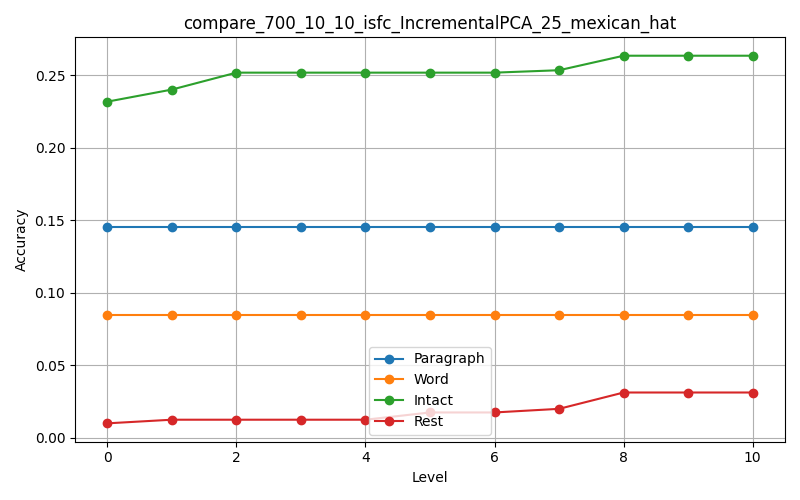 compare_700_10_10_isfc_IncrementalPCA_25_mexican_hat
Accuracy
0.25
0.20
0.15
0.10
0.05
0.00
Paragraph
Word
Intact
Rest
0 2 4 6 8 10
Level